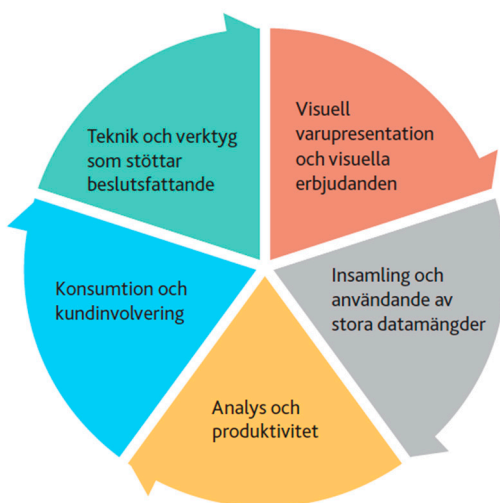 Visuell
varupresentation
och visuella
erbjudanden
Insamling och
användande av
stora datamängder
Analys och
produktivitet
Konsumtion och
kundinvolvering
Teknik och verktyg
som stöttar
beslutsfattande